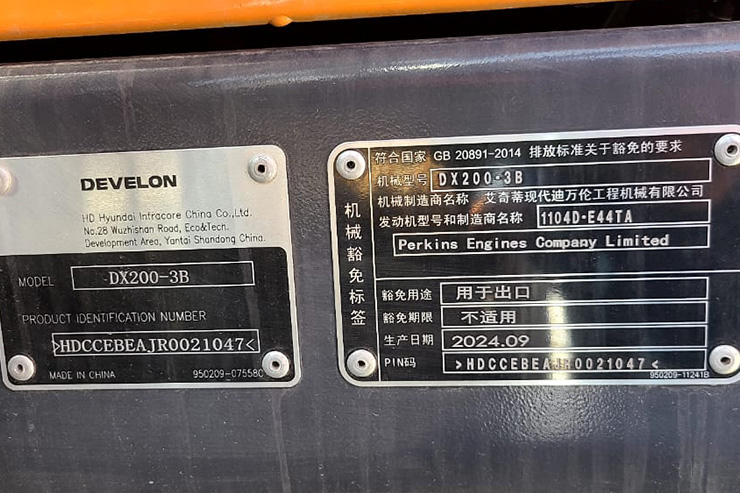 DEVELON
HD Hyundai Infracore China Co.,Ltd.
No.28 Wuzhishan Road, Eco&Tech.
Development Area, Yantai Shandong China.
MODEL DX200-3B
PRODUCT IDENTIFICATION NUMBER
>HDCCEBEAJR0021047<
MADE IN CHINA 950209-07558C
机械豁免标签
符合国家 GB 20891-2014 排放标准关于豁免的要求
机械型号 DX200-3B
机械制造商名称 艾奇蒂现代迪万伦工程机械有限公司
发动机型号和制造商名称 1104D-E44TA
Perkins Engines Company Limited
豁免用途 用于出口
豁免期限 不适用
生产日期 2024.09
PIN码 >HDCCEBEAJR0021047<
950209-11241B